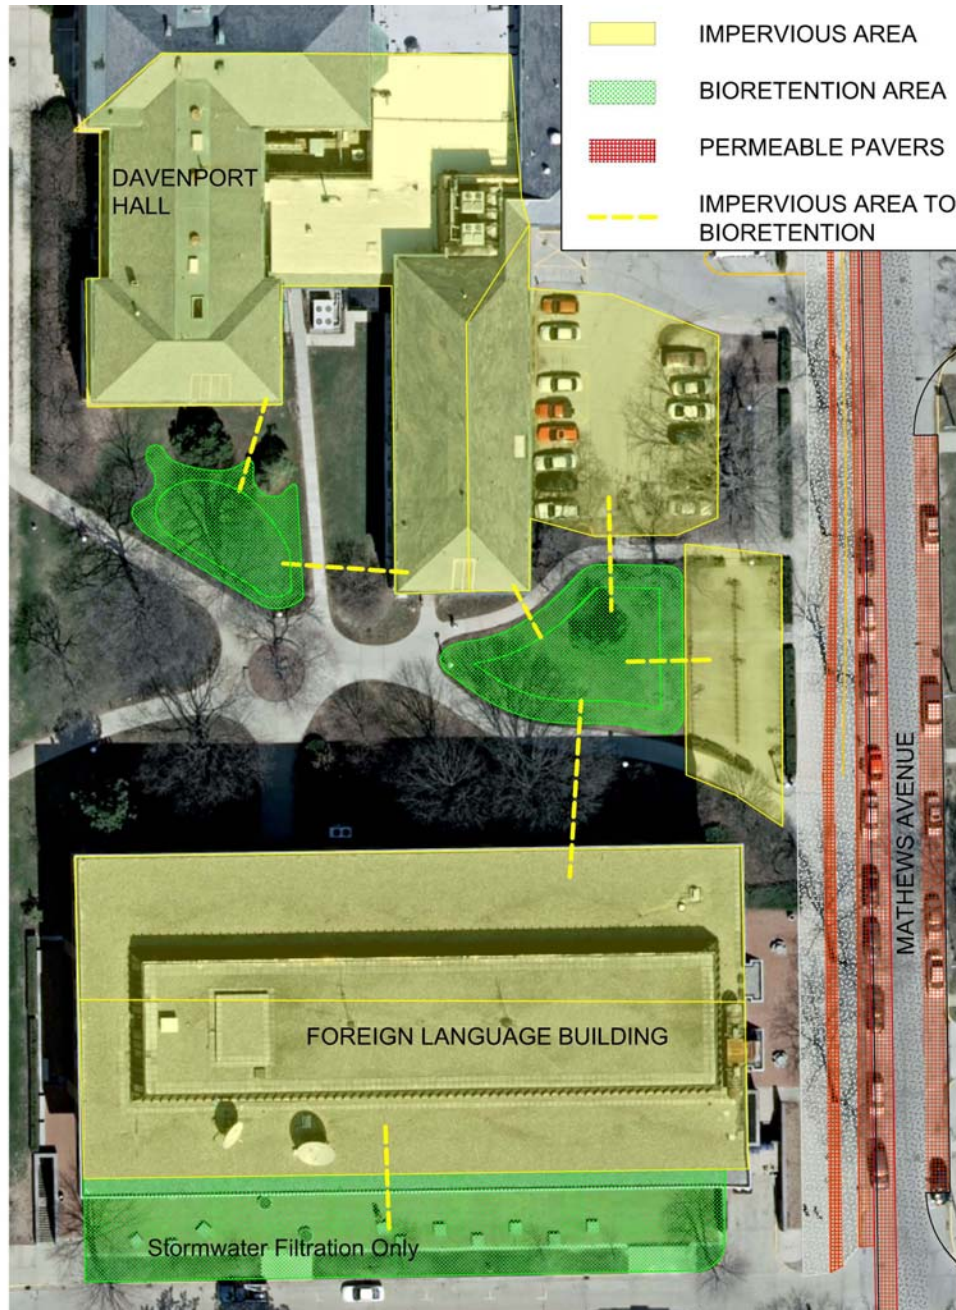 IMPERVIOUS AREA
BIORETENTION AREA
PERMEABLE PAVERS
IMPERVIOUS AREA TO
BIORETENTION
DAVENPORT
HALL
MATHEWS AVENUE
FOREIGN LANGUAGE BUILDING
Stormwater Filtration Only